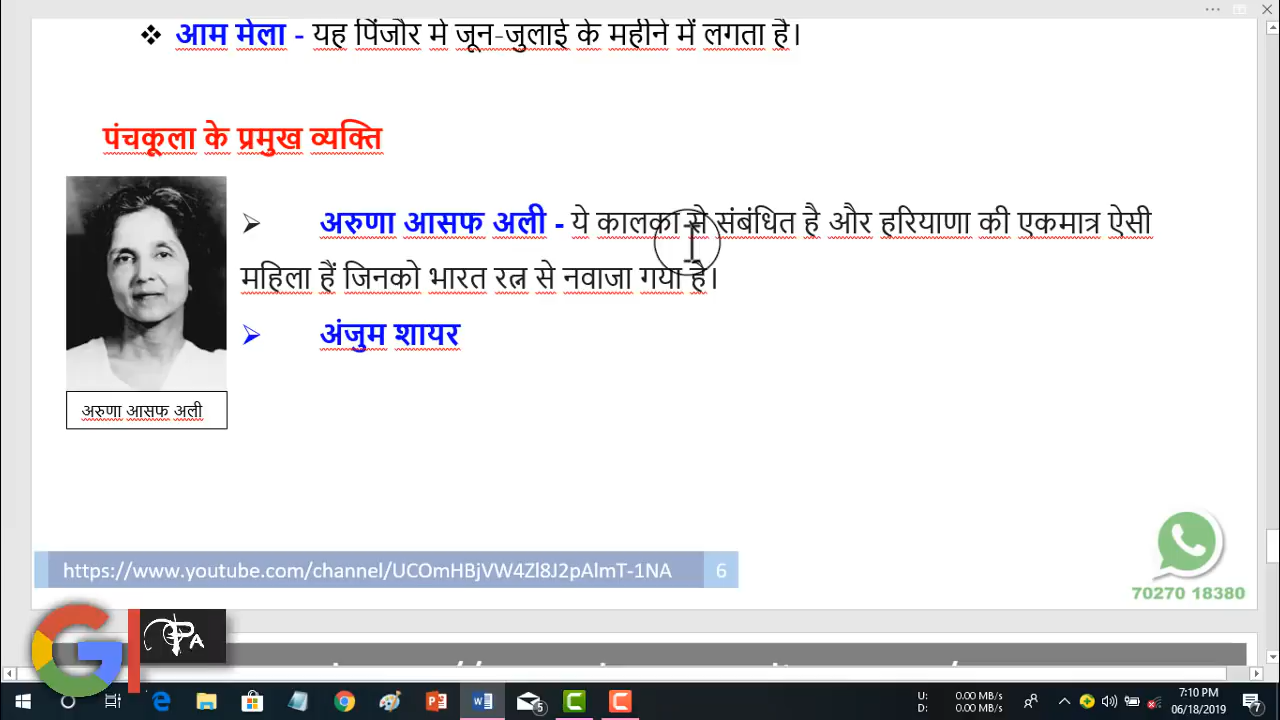 ❖ आम मेला - यह पिंजौर मे जून-जुलाई के महीने में लगता है।
पंचकूला के प्रमुख व्यक्ति
➢ अरुणा आसफ अली - ये कालका से संबंधित है और हरियाणा की एकमात्र ऐसी
महिला हैं जिनको भारत रत्न से नवाजा गया है।
➢ अंजुम शायर
अरुणा आसफ अली
https://www.youtube.com/channel/UCOmHBjVW4Zl8J2pAlmT-1NA 6
70270 18380
U: 0.00 MB/s
D: 0.00 MB/s
7:10 PM
06/18/2019
5
7